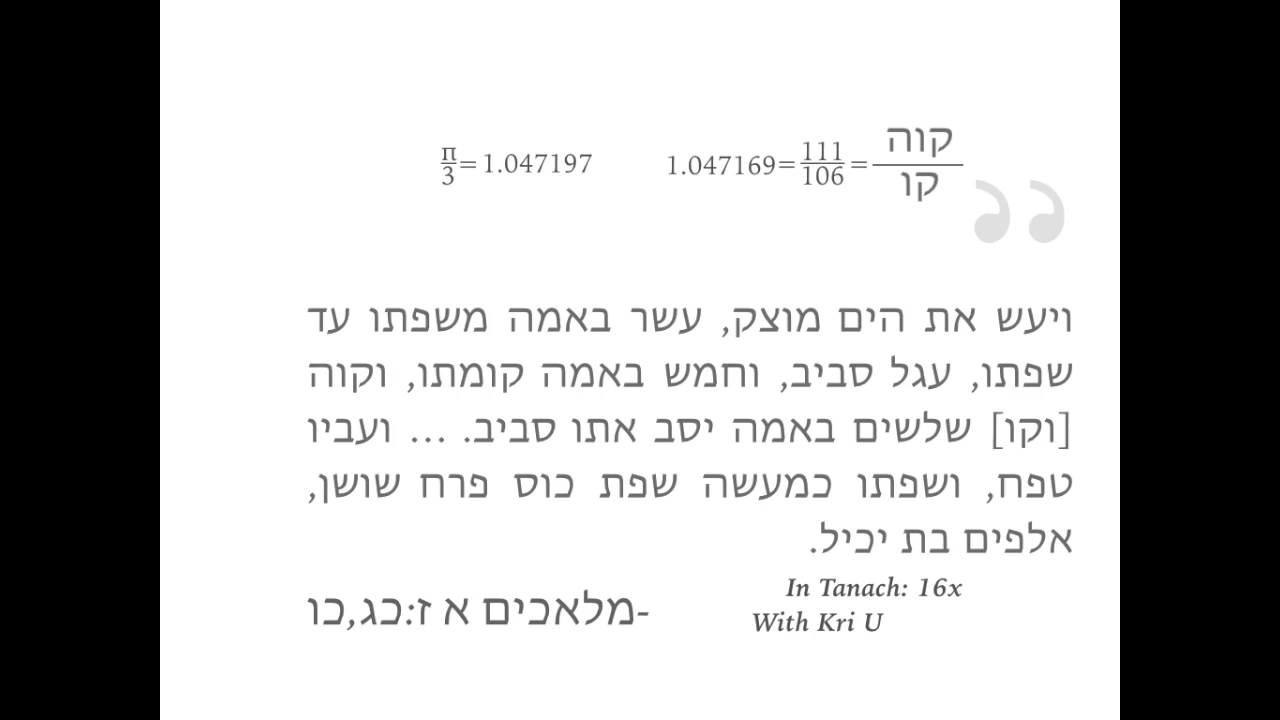 π/3 = 1.047197
1.047169 = 111/106 = קוה/קו
ויעש את הים מוצק, עשר באמה משפתו עד
שפתו, עגל סביב, וחמש באמה קומתו, וקוה
[וקו] שלשים באמה יסב אתו סביב. ... ועביו
טפח, ושפתו כמעשה שפת כוס פרח שושן,
אלפים בת יכיל.
In Tanach: 16x
With Kri U
-מלאכים א ז:כג,כו